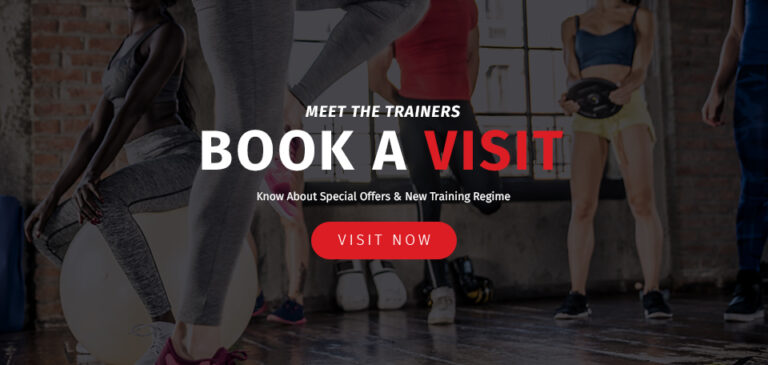 MEET THE TRAINERS
BOOK A VISIT
Know About Special Offers & New Training Regime
VISIT NOW